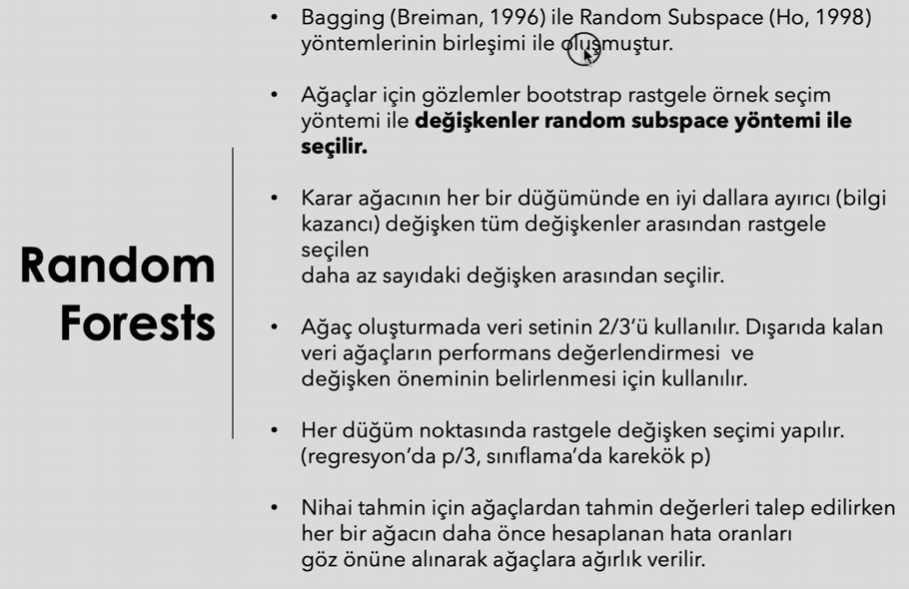 Random
Forests
• Bagging (Breiman, 1996) ile Random Subspace (Ho, 1998)
yöntemlerinin birleşimi ile oluşmuştur.
• Ağaçlar için gözlemler bootstrap rastgele örnek seçim
yöntemi ile değişkenler random subspace yöntemi ile
seçilir.
• Karar ağacının her bir düğümünde en iyi dallara ayırıcı (bilgi
kazancı) değişken tüm değişkenler arasından rastgele
seçilen
daha az sayıdaki değişken arasından seçilir.
• Ağaç oluşturmada veri setinin 2/3'ü kullanılır. Dışarıda kalan
veri ağaçların performans değerlendirmesi ve
değişken öneminin belirlenmesi için kullanılır.
• Her düğüm noktasında rastgele değişken seçimi yapılır.
(regresyon'da p/3, sınıflama'da karekök p)
• Nihai tahmin için ağaçlardan tahmin değerleri talep edilirken
her bir ağacın daha önce hesaplanan hata oranları
göz önüne alınarak ağaçlara ağırlık verilir.